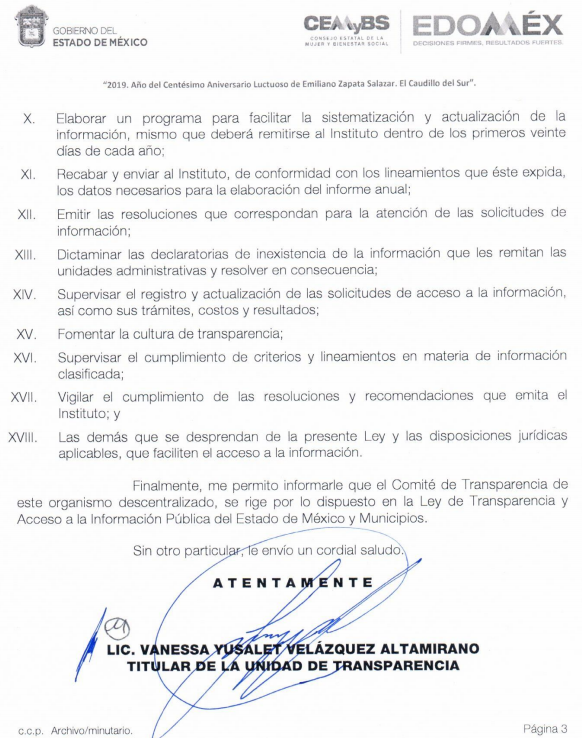 GOBIERNO DEL
ESTADO DE MÉXICO
CEMyBS
CONSEJO ESTATAL DE LA
MUJER Y BIENESTAR SOCIAL
EDOMÉX
DECISIONES FIRMES, RESULTADOS FUERTES.
"2019. Año del Centésimo Aniversario Luctuoso de Emiliano Zapata Salazar. El Caudillo del Sur".
X. Elaborar un programa para facilitar la sistematización y actualización de la
información, mismo que deberá remitirse al Instituto dentro de los primeros veinte
días de cada año;
XI. Recabar y enviar al Instituto, de conformidad con los lineamientos que éste expida,
los datos necesarios para la elaboración del informe anual;
XII. Emitir las resoluciones que correspondan para la atención de las solicitudes de
información;
XIII. Dictaminar las declaratorias de inexistencia de la información que les remitan las
unidades administrativas y resolver en consecuencia;
XIV. Supervisar el registro y actualización de las solicitudes de acceso a la información,
así como sus trámites, costos y resultados;
XV. Fomentar la cultura de transparencia;
XVI. Supervisar el cumplimiento de criterios y lineamientos en materia de información
clasificada;
XVII. Vigilar el cumplimiento de las resoluciones y recomendaciones que emita el
Instituto; y
XVIII. Las demás que se desprendan de la presente Ley y las disposiciones jurídicas
aplicables, que faciliten el acceso a la información.
Finalmente, me permito informarle que el Comité de Transparencia de
este organismo descentralizado, se rige por lo dispuesto en la Ley de Transparencia y
Acceso a la Información Pública del Estado de México y Municipios.
Sin otro particular, le envío un cordial saludo.
ATENTAMENTE
LIC. VANESSA YUSALET VELÁZQUEZ ALTAMIRANO
TITULAR DE LA UNIDAD DE TRANSPARENCIA
c.c.p. Archivo/minutario.
Página 3